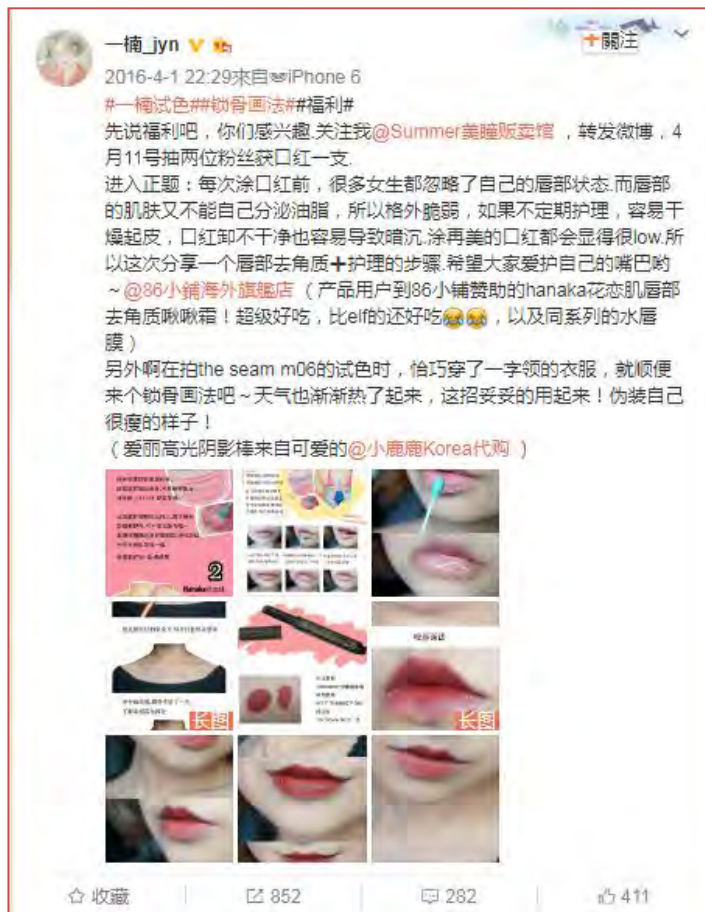 一楠_jyn
关注
2016-4-1 22:29來自iPhone 6
#一楠试色##锁骨画法##福利#
先说福利吧，你们感兴趣.关注我@Summer美瞳贩卖馆 ，转发微博，4
月11号抽两位粉丝获口红一支.
进入正题：每次涂口红前，很多女生都忽略了自己的唇部状态.而唇部
的肌肤又不能自己分泌油脂，所以格外脆弱，如果不定期护理，容易干
燥起皮，口红卸不干净也容易导致暗沉.涂再美的口红都会显得很low.所
以这次分享一个唇部去角质➕护理的步骤.希望大家爱护自己的嘴巴哟
～@86小鋪海外旗艦店 （产品用户到86小铺赞助的hanaka花恋肌唇部
去角质啾啾霜！超级好吃，比elf的还好吃😂😂，以及同系列的水唇
膜）
另外啊在拍the seam m06的试色时，恰巧穿了一字领的衣服，就顺便
来个锁骨画法吧～天气也渐渐热了起来，这招妥妥的用起来！伪装自己
很瘦的样子！
（爱丽高光阴影棒来自可爱的@小鹿鹿Korea代购 ）
2
长图
长图
收藏
852
282
411